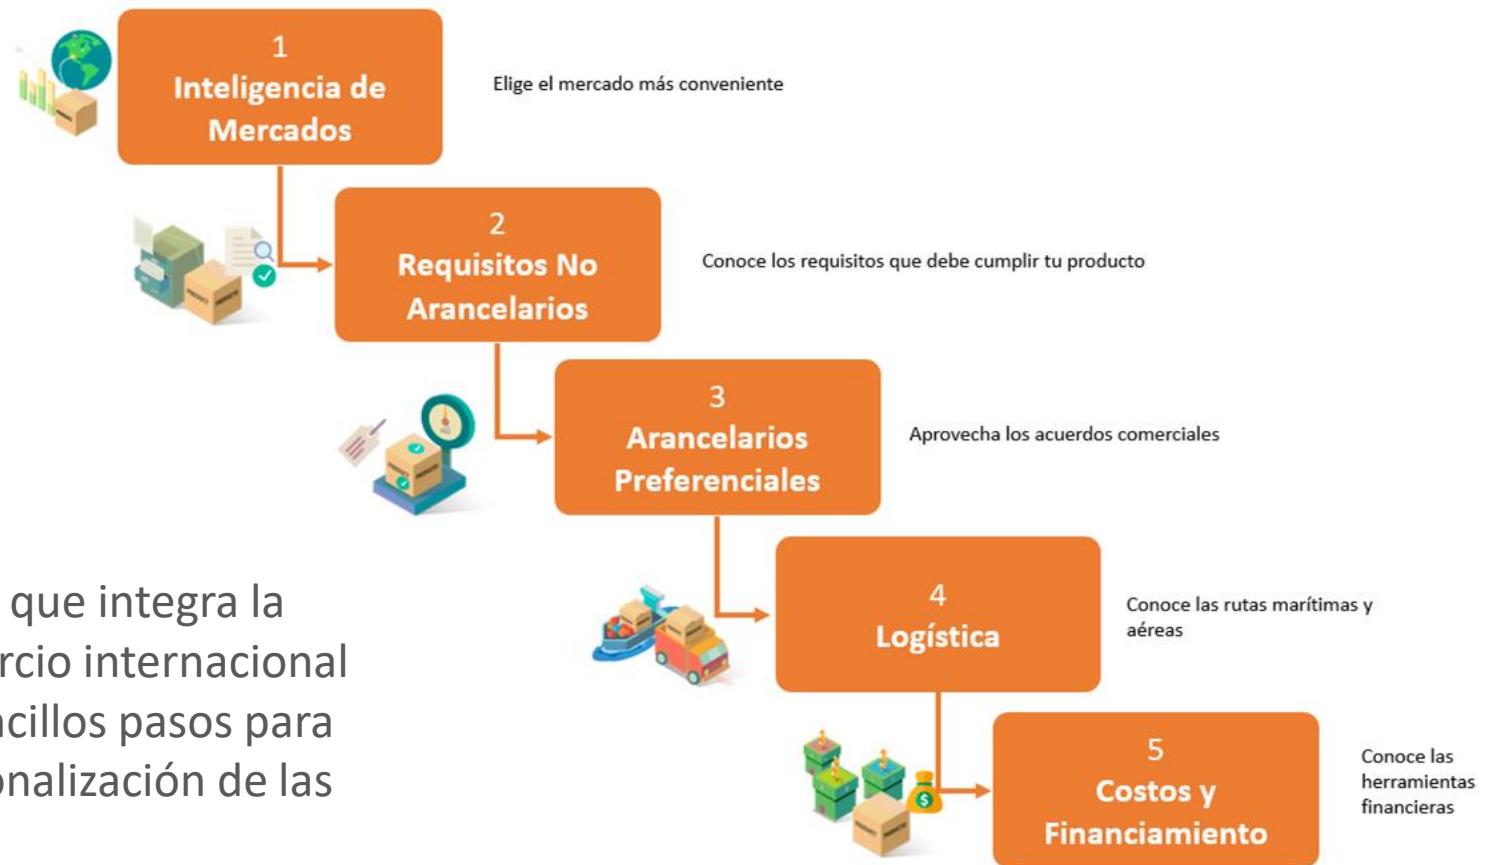 1
Inteligencia de
Mercados
Elige el mercado más conveniente
2
Requisitos No
Arancelarios
Conoce los requisitos que debe cumplir tu producto
3
Arancelarios
Preferenciales
Aprovecha los acuerdos comerciales
4
Logística
Conoce las rutas marítimas y
aéreas
5
Costos y
Financiamiento
Conoce las
herramientas
financieras
que integra la
rcio internacional
ncillos pasos para
onalización de las